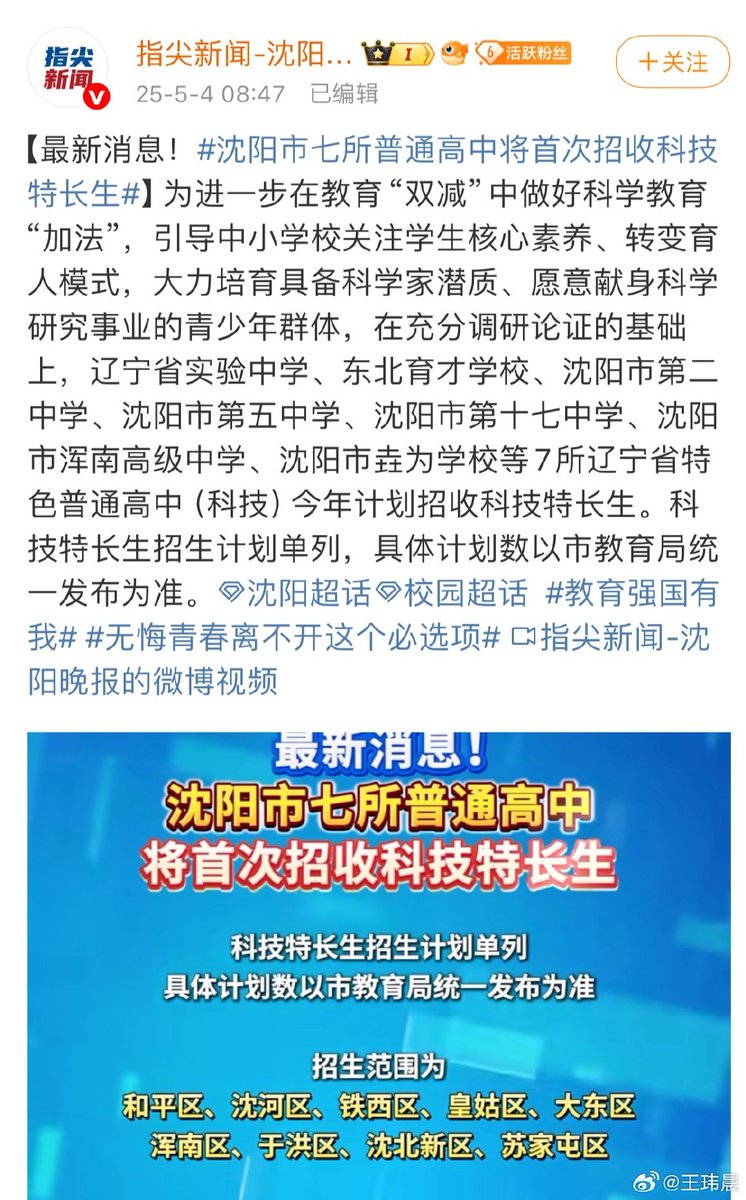 指尖
新闻
指尖新闻-沈阳... I 6 活跃粉丝
+关注
25-5-4 08:47 已编辑
【最新消息！#沈阳市七所普通高中将首次招收科技
特长生#】为进一步在教育“双减”中做好科学教育
“加法”，引导中小学校关注学生核心素养、转变育
人模式，大力培育具备科学家潜质、愿意献身科学
研究事业的青少年群体，在充分调研论证的基础
上，辽宁省实验中学、东北育才学校、沈阳市第二
中学、沈阳市第五中学、沈阳市第十七中学、沈阳
市浑南高级中学、沈阳市垚为学校等7所辽宁省特
色普通高中（科技）今年计划招收科技特长生。科
技特长生招生计划单列，具体计划数以市教育局统
一发布为准。沈阳超话校园超话 #教育强国有
我# #无悔青春离不开这个必选项# 指尖新闻-沈
阳晚报的微博视频
最新消息！
沈阳市七所普通高中
将首次招收科技特长生
科技特长生招生计划单列
具体计划数以市教育局统一发布为准
招生范围为
和平区、沈河区、铁西区、皇姑区、大东区
浑南区、于洪区、沈北新区、苏家屯区
@王玮晨